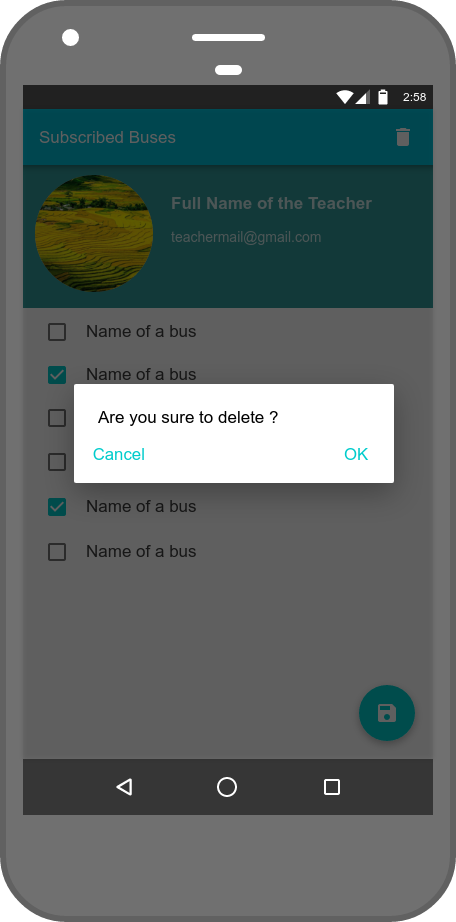 2:58
Subscribed Buses
Full Name of the Teacher
teachermail@gmail.com
Name of a bus
Name of a bus
Are you sure to delete ?
Cancel OK
Name of a bus
Name of a bus